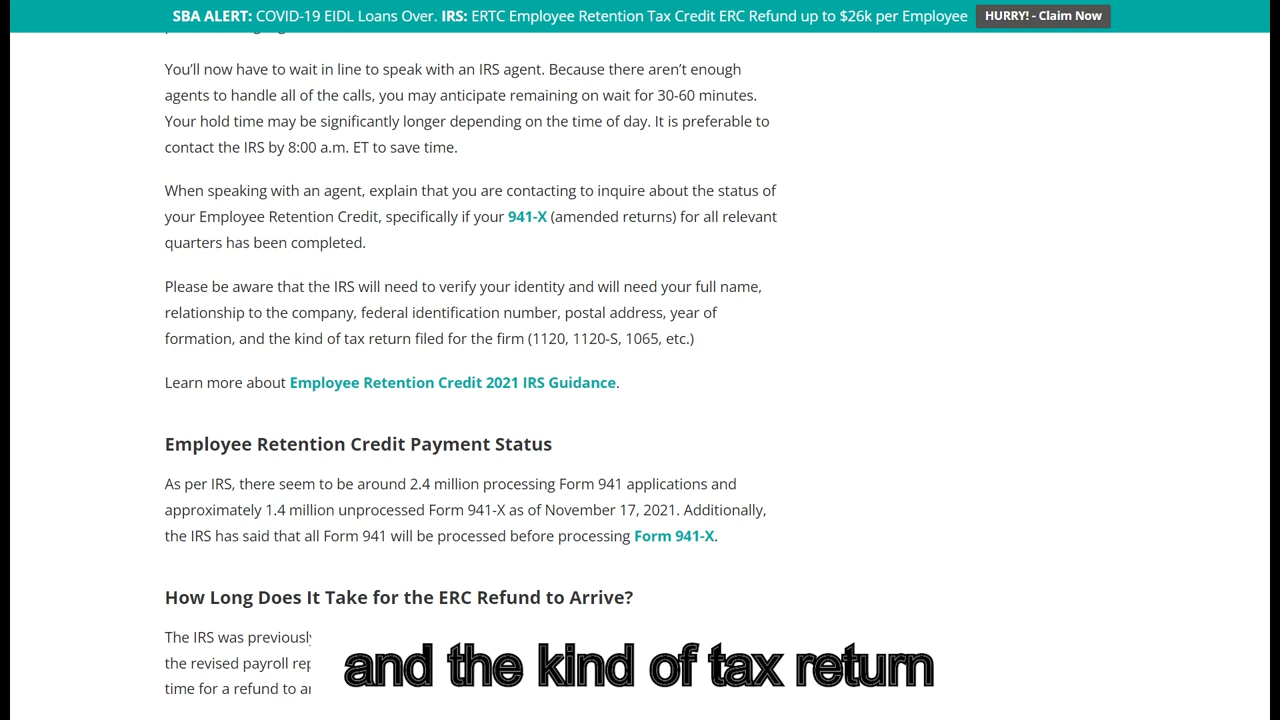 SBA ALERT: COVID-19 EIDL Loans Over. IRS: ERTC Employee Retention Tax Credit ERC Refund up to $26k per Employee HURRY! - Claim Now
You’ll now have to wait in line to speak with an IRS agent. Because there aren’t enough
agents to handle all of the calls, you may anticipate remaining on wait for 30-60 minutes.
Your hold time may be significantly longer depending on the time of day. It is preferable to
contact the IRS by 8:00 a.m. ET to save time.
When speaking with an agent, explain that you are contacting to inquire about the status of
your Employee Retention Credit, specifically if your 941-X (amended returns) for all relevant
quarters has been completed.
Please be aware that the IRS will need to verify your identity and will need your full name,
relationship to the company, federal identification number, postal address, year of
formation, and the kind of tax return filed for the firm (1120, 1120-S, 1065, etc.)
Learn more about Employee Retention Credit 2021 IRS Guidance.
Employee Retention Credit Payment Status
As per IRS, there seem to be around 2.4 million processing Form 941 applications and
approximately 1.4 million unprocessed Form 941-X as of November 17, 2021. Additionally,
the IRS has said that all Form 941 will be processed before processing Form 941-X.
How Long Does It Take for the ERC Refund to Arrive?
The IRS was previously
the revised payroll
time for a refund to
and the kind of tax return